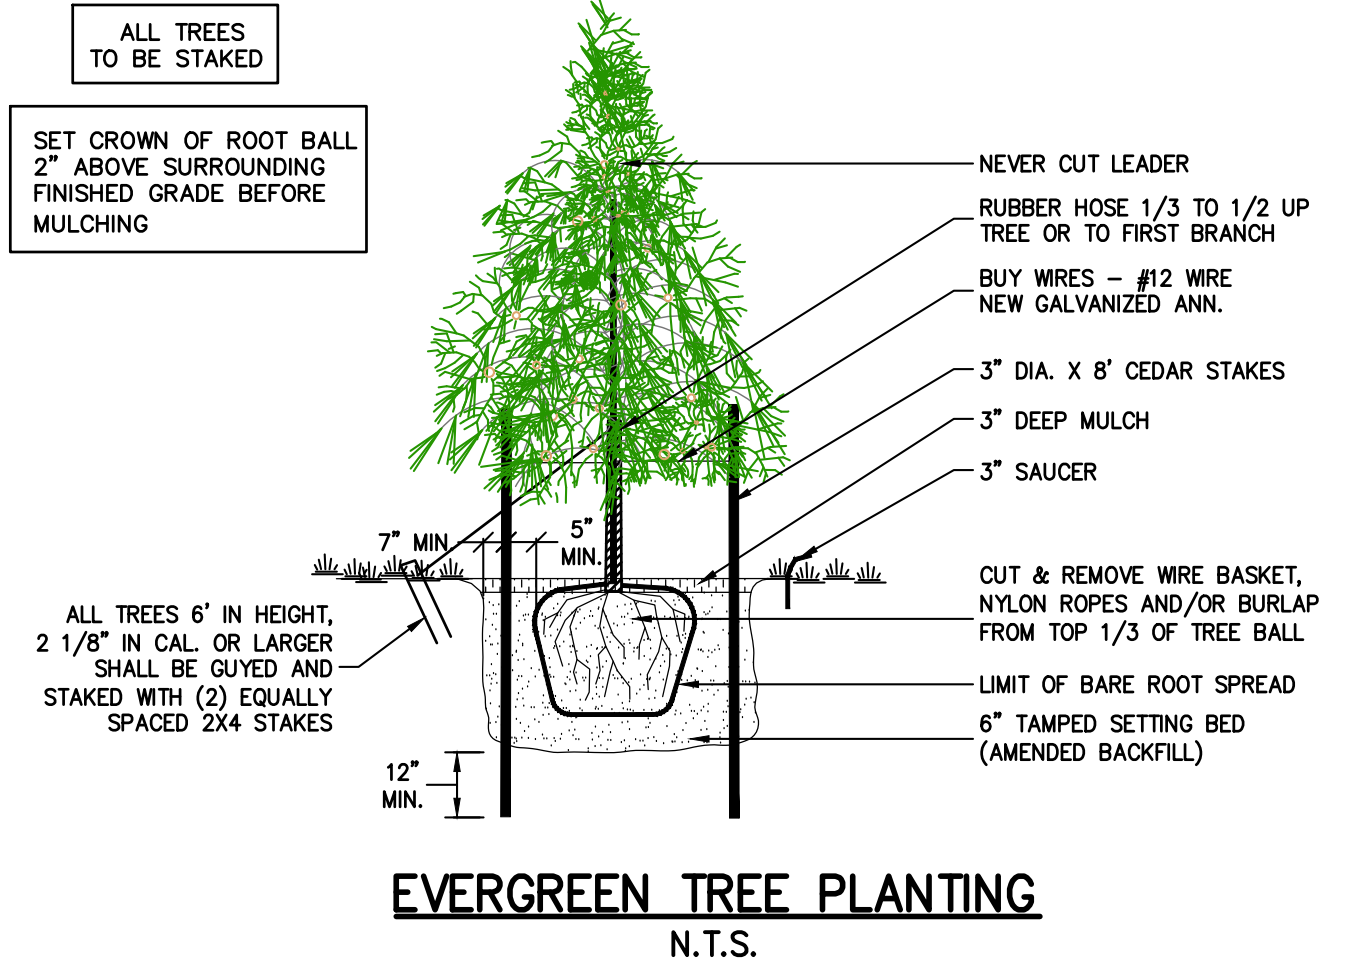 ALL TREES
TO BE STAKED
SET CROWN OF ROOT BALL
2" ABOVE SURROUNDING
FINISHED GRADE BEFORE
MULCHING
NEVER CUT LEADER
RUBBER HOSE 1/3 TO 1/2 UP
TREE OR TO FIRST BRANCH
BUY WIRES - #12 WIRE
NEW GALVANIZED ANN.
3" DIA. X 8' CEDAR STAKES
3" DEEP MULCH
3" SAUCER
7" MIN
5"
MIN.
CUT & REMOVE WIRE BASKET,
NYLON ROPES AND/OR BURLAP
FROM TOP 1/3 OF TREE BALL
ALL TREES 6' IN HEIGHT,
2 1/8" IN CAL. OR LARGER
SHALL BE GUYED AND
STAKED WITH (2) EQUALLY
SPACED 2X4 STAKES
LIMIT OF BARE ROOT SPREAD
6" TAMPED SETTING BED
(AMENDED BACKFILL)
12"
MIN.
EVERGREEN TREE PLANTING
N.T.S.